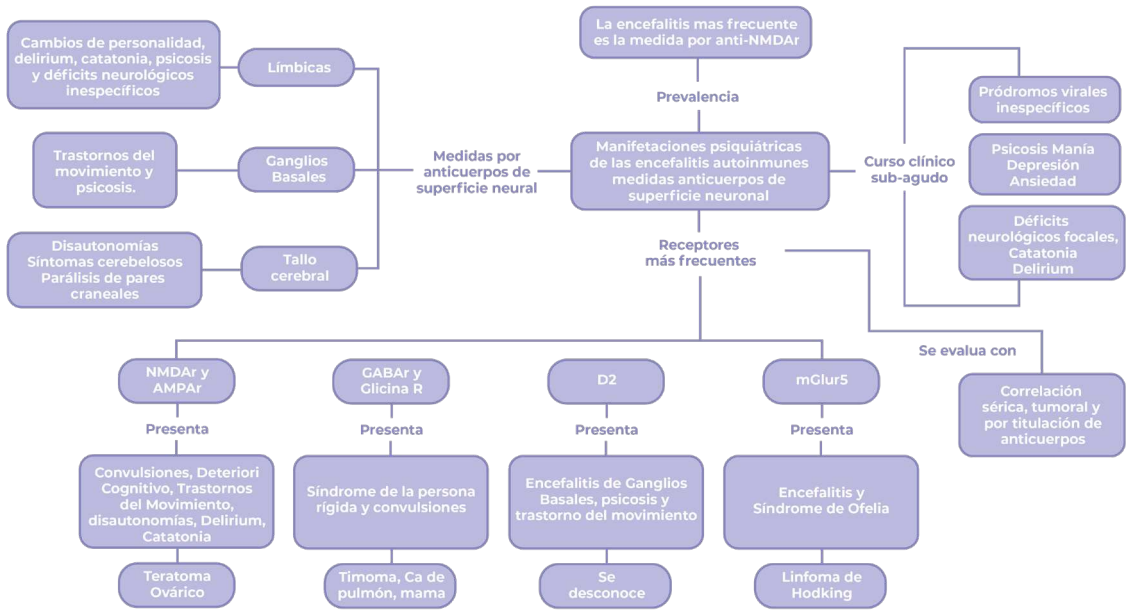 La encefalitis mas frecuente
es la medida por anti-NMDAr
Prevalencia
Manifetaciones psiquiátricas
de las encefalitis autoinmunes
medidas anticuerpos de
superficie neuronal
Medidas por
anticuerpos de
superficie neural
Límbicas
Cambios de personalidad,
delirium, catatonia, psicosis
y déficits neurológicos
inespecíficos
Ganglios
Basales
Trastornos del
movimiento y
psicosis.
Tallo
cerebral
Disautonomías
Síntomas cerebelosos
Parálisis de pares
craneales
Curso clínico
sub-agudo
Pródromos virales
inespecíficos
Psicosis Manía
Depresión
Ansiedad
Déficits
neurológicos focales,
Catatonia
Delirium
Receptores
más frecuentes
Se evalua con
Correlación
sérica, tumoral y
por titulación de
anticuerpos
NMDAr y
AMPAr
Presenta
Convulsiones, Deteriori
Cognitivo, Trastornos
del Movimiento,
disautonomías, Delirium,
Catatonia
Teratoma
Ovárico
GABAr y
Glicina R
Presenta
Síndrome de la persona
rígida y convulsiones
Timoma, Ca de
pulmón, mama
D2
Presenta
Encefalitis de Ganglios
Basales, psicosis y
trastorno del movimiento
Se
desconoce
mGlur5
Presenta
Encefalitis y
Síndrome de Ofelia
Linfoma de
Hodking